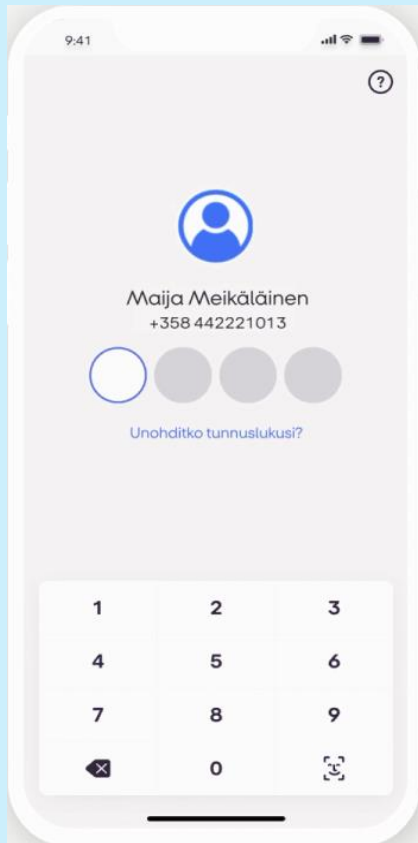 9:41
?
Maija Meikäläinen
+358 442221013
Unohditko tunnuslukusi?
1 2 3
4 5 6
7 8 9
0